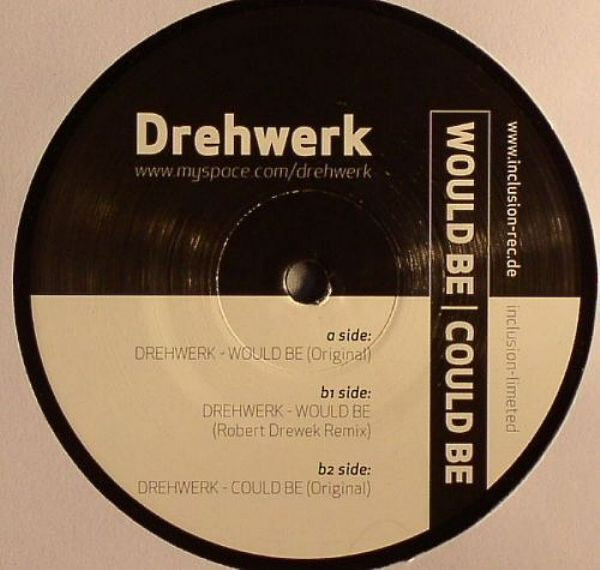 Drehwerk
www.myspace.com/drehwerk
a side:
DREHWERK - WOULD BE (Original)
b1 side:
DREHWERK - WOULD BE
(Robert Drewek Remix)
b2 side:
DREHWERK - COULD BE (Original)
WOULD BE | COULD BE
www.inclusion-rec.de
inclusion-limeted